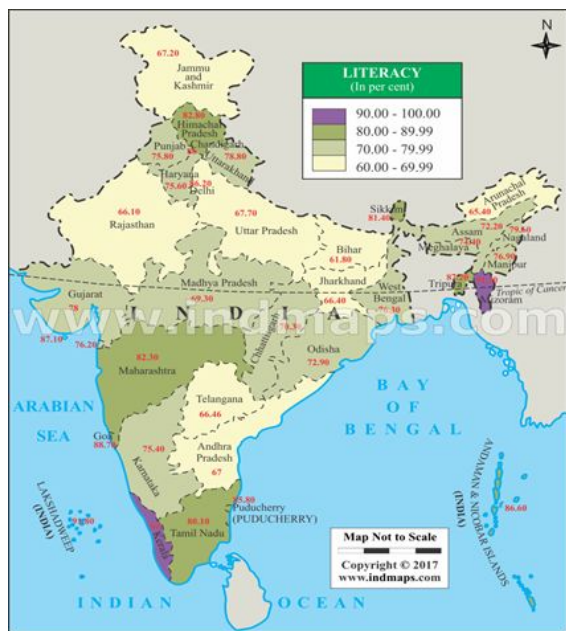 N
67.20
Jammu
and
Kashmir
LITERACY
(In per cent)
90.00 - 100.00
80.00 - 89.99
70.00 - 79.99
60.00 - 69.99
82.80
Himachal
Pradesh
Punjab
75.80
Chandigarh
78.80
Uttarakhand
Haryana
75.60
86.20
Delhi
66.10
Rajasthan
67.70
Uttar Pradesh
Sikkim
81.40
Arunachal
Pradesh
65.40
72.20
Assam
79.60
Nagaland
Meghalaya
76.90
Manipur
Bihar
61.80
Tripura
Mizoram
Tropic of Cancer
Jharkhand
66.40
West
Bengal
Gujarat
78
Madhya Pradesh
69.30
INDIA
www.indmaps.com
Chhattisgarh
70.30
Odisha
72.90
87.10
76.20
82.30
Maharashtra
ARABIAN
SEA
BAY
OF
BENGAL
Telangana
66.46
Goa
88.70
75.40
Karnataka
Andhra
Pradesh
67
85.80
Puducherry
(PUDUCHERRY)
LAKSHADWEEP
(INDIA)
Kerala
80.10
Tamil Nadu
ANDAMAN & NICOBAR ISLANDS
(INDIA)
86.60
Map Not to Scale
Copyright © 2017
www.indmaps.com
INDIAN OCEAN